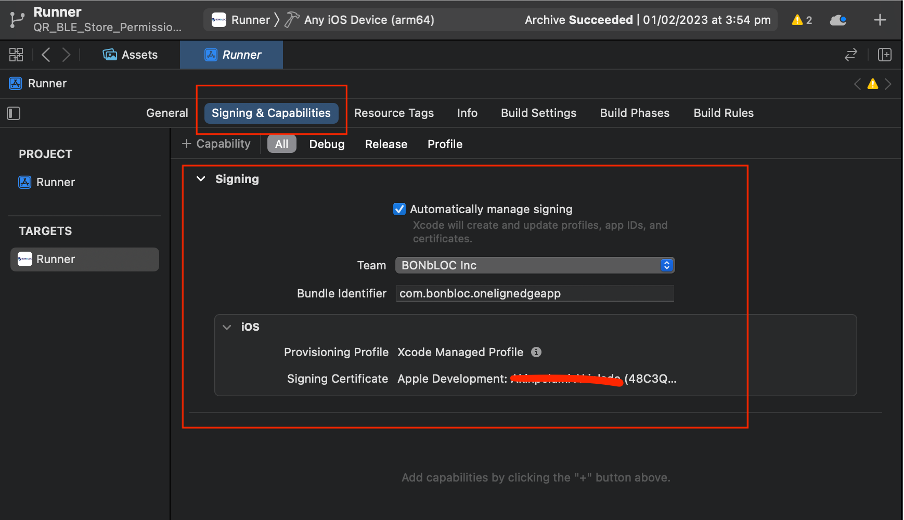 Runner
QR_BLE_Store_Permissio...
Runner
Any iOS Device (arm64)
Archive Succeeded | 01/02/2023 at 3:54 pm
2
Assets
Runner
Runner
General
Signing & Capabilities
Resource Tags
Info
Build Settings
Build Phases
Build Rules
PROJECT
Runner
TARGETS
Runner
+ Capability
All
Debug
Release
Profile
Signing
Automatically manage signing
Xcode will create and update profiles, app IDs, and
certificates.
Team
BONbLOC Inc
Bundle Identifier
com.bonbloc.onelignedgeapp
iOS
Provisioning Profile
Xcode Managed Profile
Signing Certificate
Apple Development: (48C3Q...
Add capabilities by clicking the "+" button above.